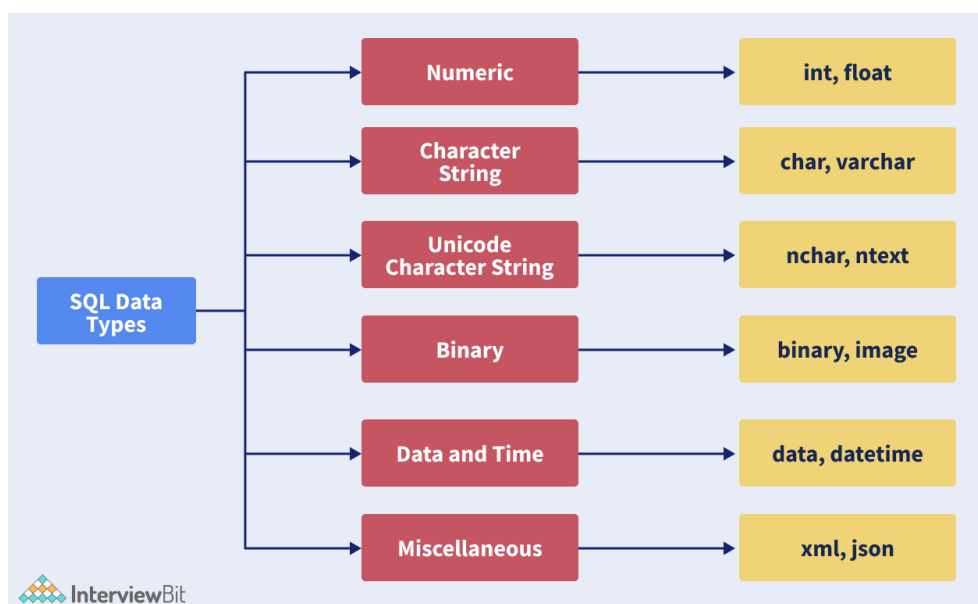 Numeric
int, float
Character
String
char, varchar
Unicode
Character String
nchar, ntext
SQL Data
Types
Binary
binary, image
Data and Time
data, datetime
Miscellaneous
xml, json
InterviewBit